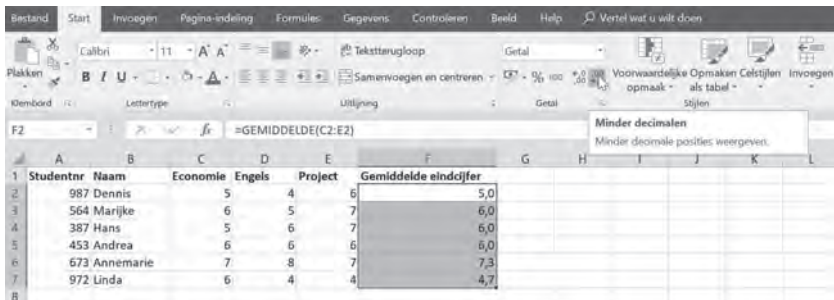 Bestand Start Invoegen Pagina-indeling Formules Gegevens Controleren Beeld Help Vertel wat u wilt doen
Calibri 11 A A Tekstterugloop Getal
Plakken B I U A Samenvoegen en centreren % 000 Voorwaardelijke opmaak Opmaken als tabel Celstijlen Invoegen
Klembord Lettertype Uitlijning Getal Stijlen
F2 fx =GEMIDDELDE(C2:E2)
Minder decimalen
Minder decimale posities weergeven.
A B C D E F G H I J K L
1 Studentnr Naam Economie Engels Project Gemiddelde eindcijfer
2 987 Dennis 5 4 6 5,0
3 564 Marijke 6 5 7 6,0
4 387 Hans 5 6 7 6,0
5 453 Andrea 6 6 6 6,0
6 673 Annemarie 7 8 7 7,3
7 972 Linda 6 4 4 4,7
8